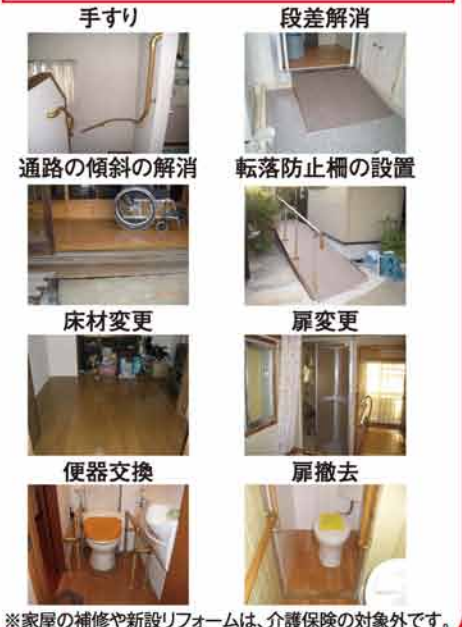 手すり
段差解消
通路の傾斜の解消
転落防止柵の設置
床材変更
扉変更
便器交換
扉撤去
※家屋の補修や新設リフォームは、介護保険の対象外です。